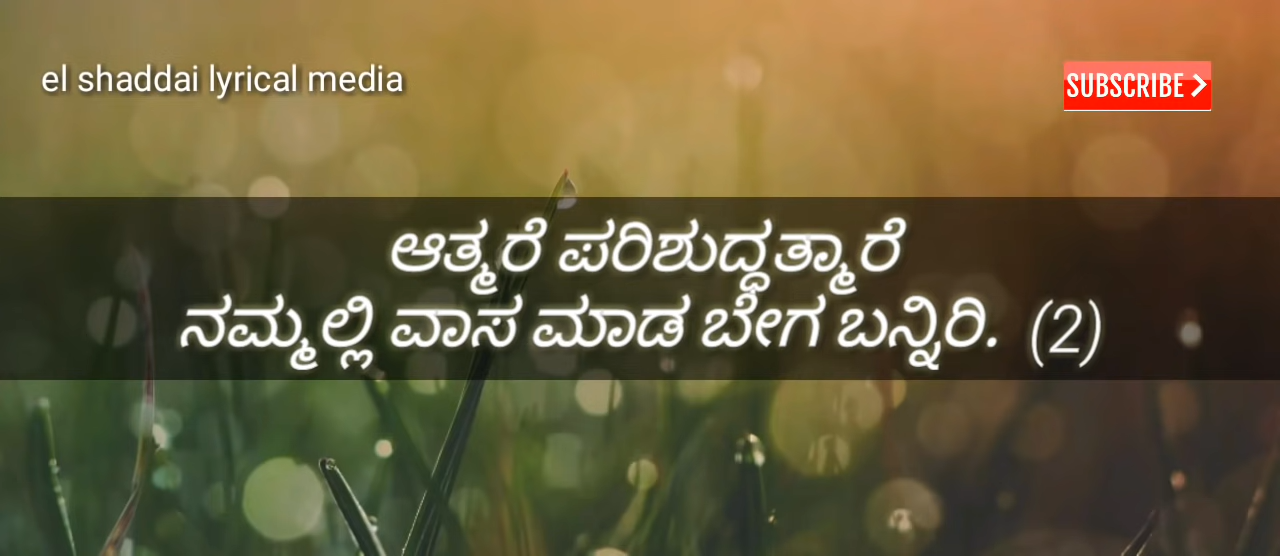 el shaddai lyrical media
SUBSCRIBE >
ಆತ್ಮರೆ ಪರಿಶುದ್ಧತ್ಮಾರೆ
ನಮ್ಮಲ್ಲಿ ವಾಸ ಮಾಡ ಬೇಗ ಬನ್ನಿರಿ. (2)